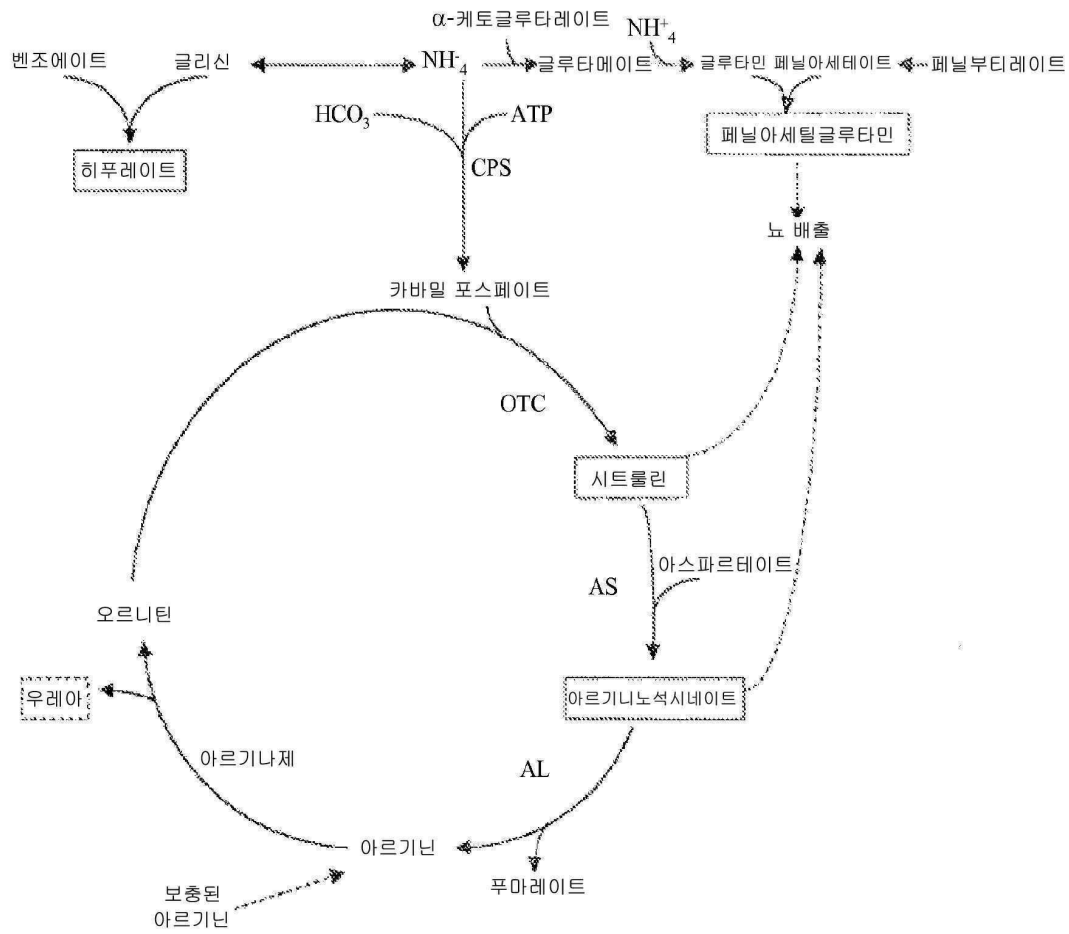 α-케토글루타레이트
NH⁺₄
벤조에이트
글리신
NH⁻₄
글루타메이트
글루타민 페닐아세테이트
페닐부티레이트
HCO₃
ATP
페닐아세틸글루타민
히푸레이트
CPS
뇨 배출
카바밀 포스페이트
OTC
시트룰린
아스파르테이트
AS
오르니틴
우레아
아르기니노석시네이트
아르기나제
AL
아르기닌
푸마레이트
보충된
아르기닌